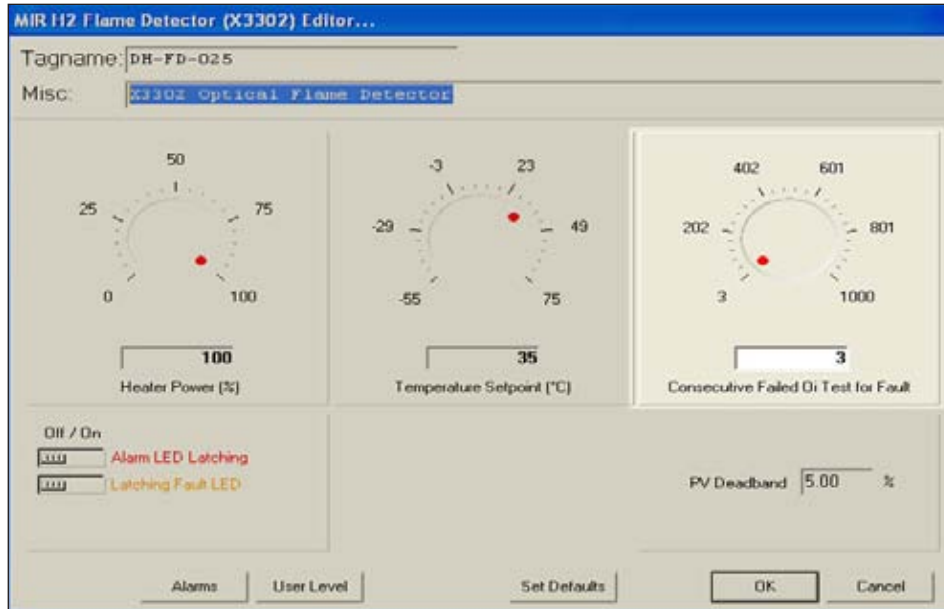 MIR H2 Flame Detector (X3302) Editor...
Tagname: DH-FD-025
Misc: X3302 Optical Flame Detector
50
25 75
0 100
100
Heater Power (%)
-3 23
-29 49
-55 75
35
Temperature Setpoint (°C)
402 601
202 801
3 1000
3
Consecutive Failed Oi Test for Fault
Off / On
Alarm LED Latching
Latching Fault LED
PV Deadband 5.00 %
Alarms User Level Set Defaults OK Cancel